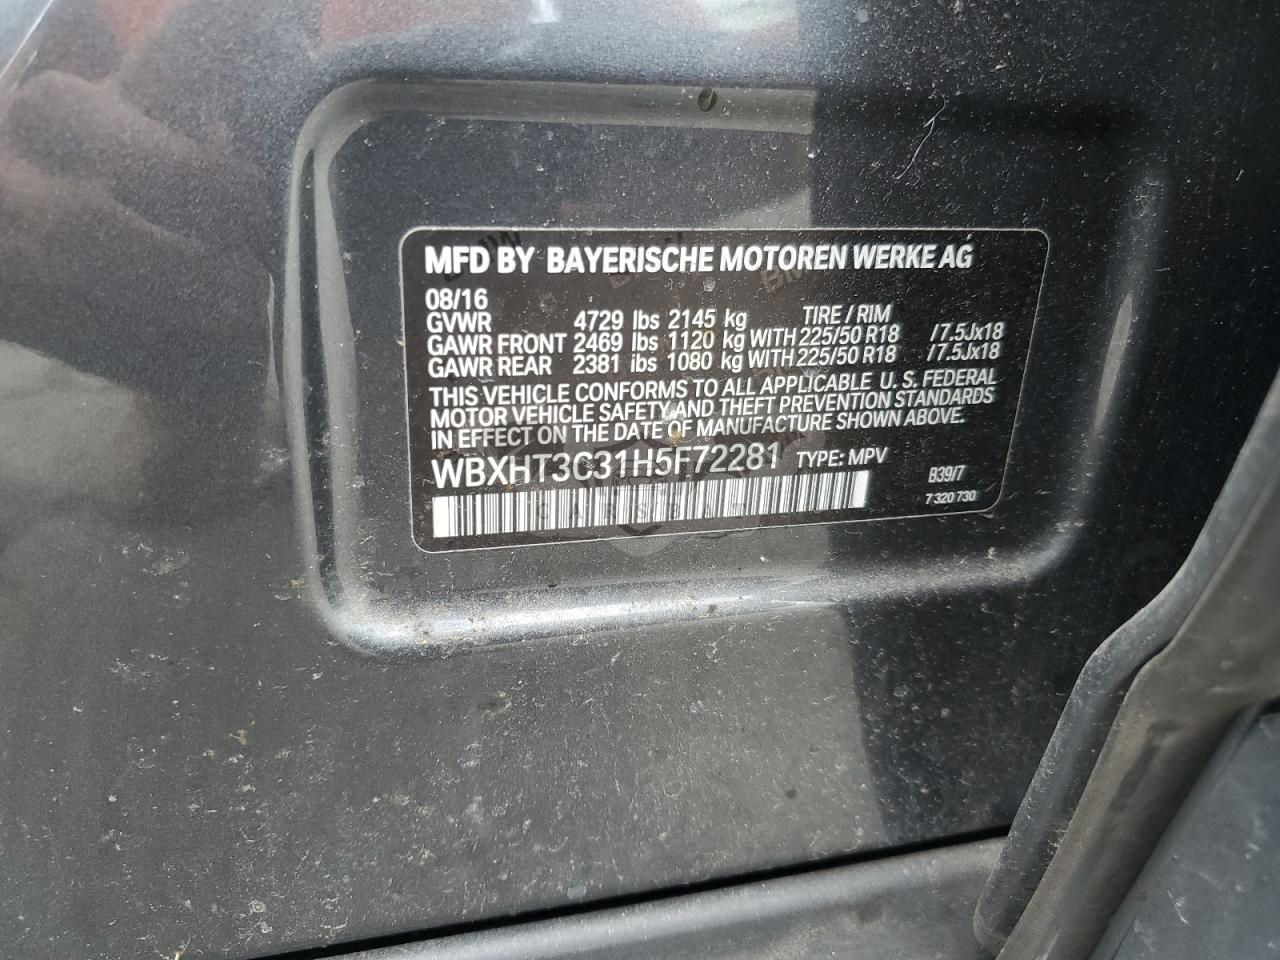 MFD BY BAYERISCHE MOTOREN WERKE AG
08/16
GVWR 4729 lbs 2145 kg TIRE / RIM
GAWR FRONT 2469 lbs 1120 kg WITH 225/50 R18 /7.5Jx18
GAWR REAR 2381 lbs 1080 kg WITH 225/50 R18 /7.5Jx18
THIS VEHICLE CONFORMS TO ALL APPLICABLE U. S. FEDERAL
MOTOR VEHICLE SAFETY AND THEFT PREVENTION STANDARDS
IN EFFECT ON THE DATE OF MANUFACTURE SHOWN ABOVE.
WBXHT3C31H5F72281 TYPE: MPV
B39/7
7 320 730